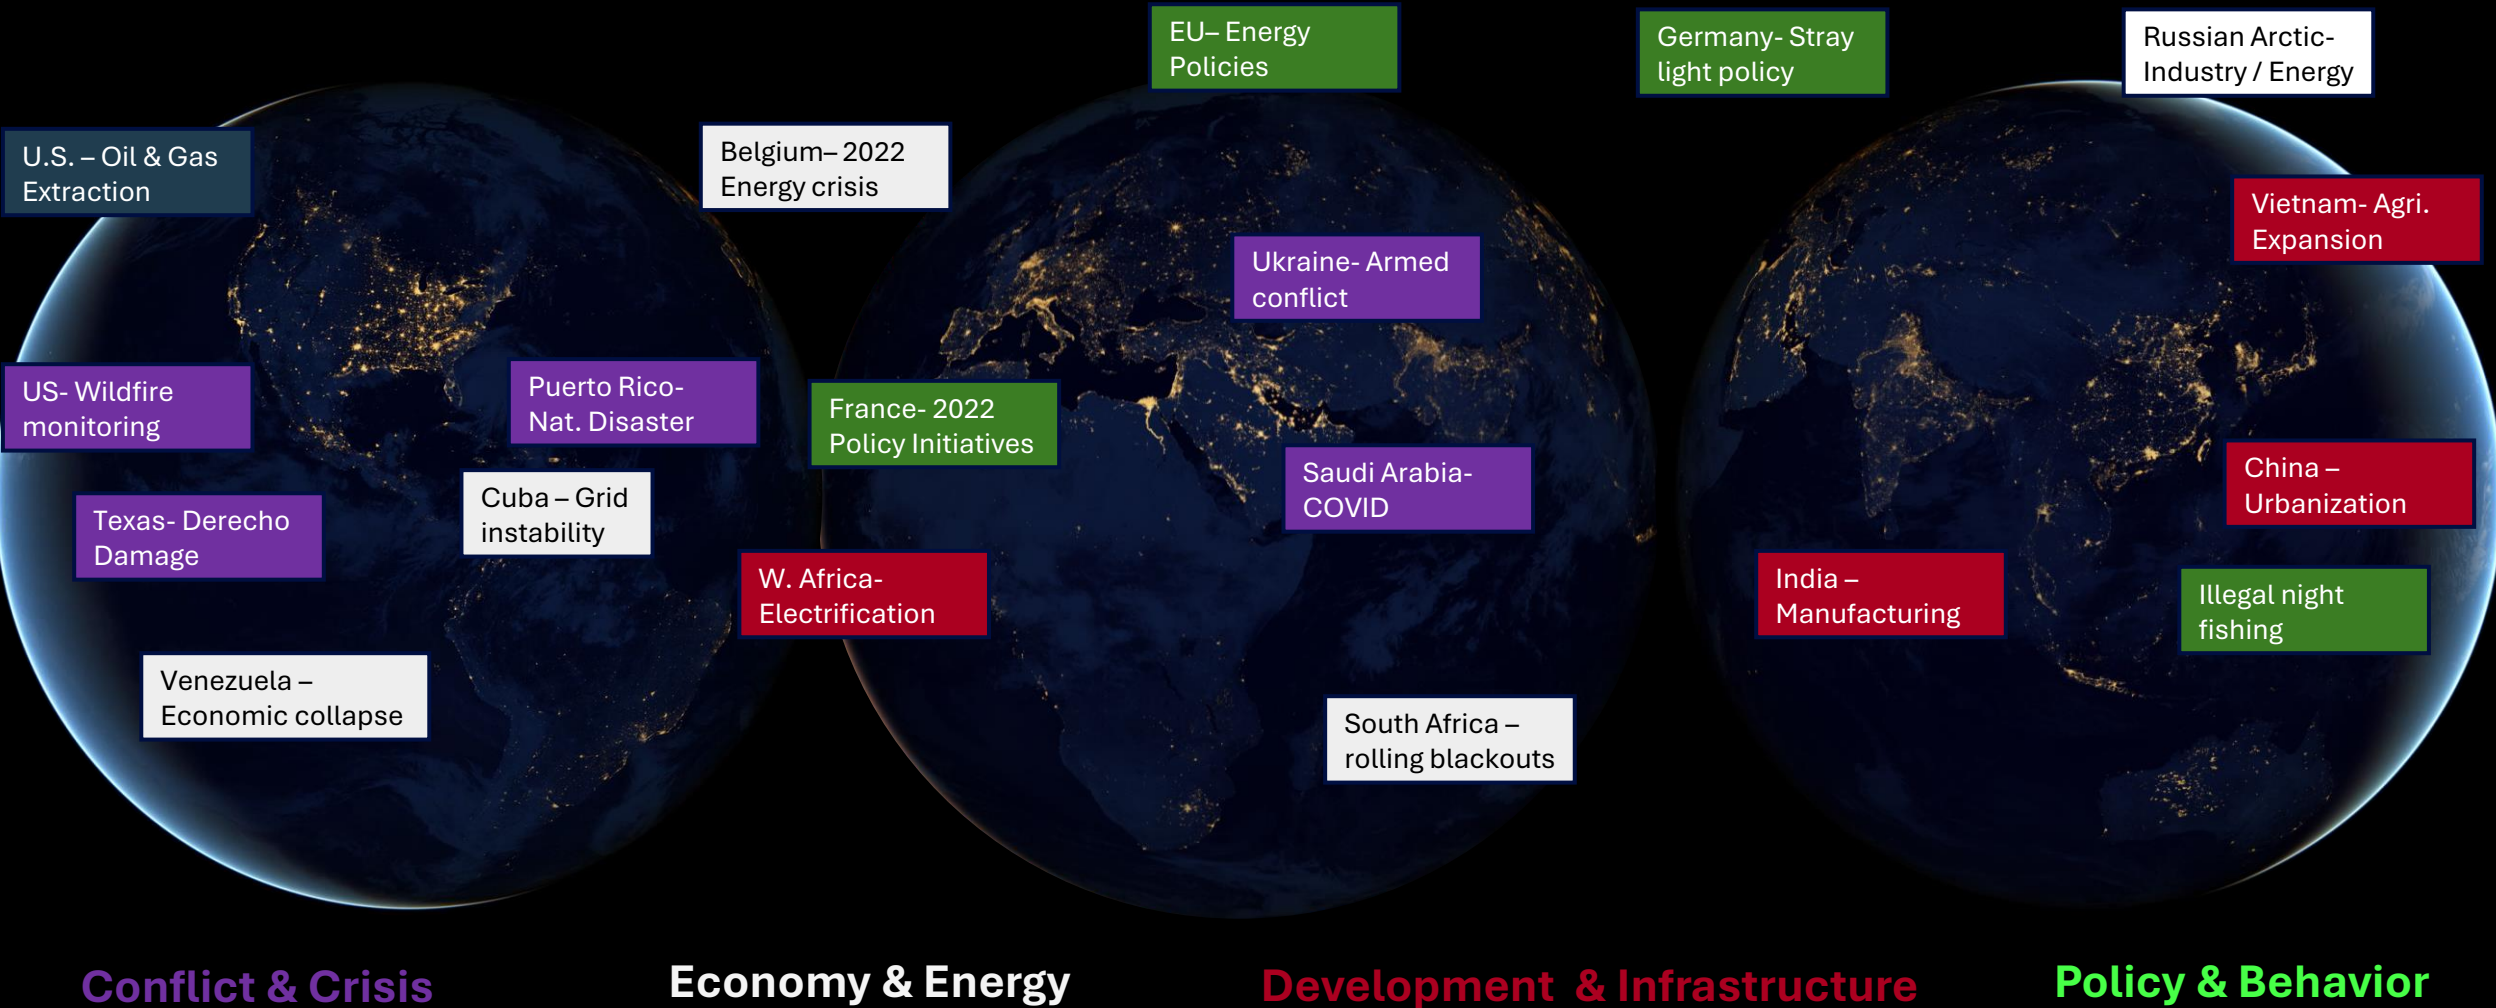 EU– Energy
Policies
Germany- Stray
light policy
Russian Arctic-
Industry / Energy
U.S. – Oil & Gas
Extraction
Belgium– 2022
Energy crisis
Vietnam- Agri.
Expansion
Ukraine- Armed
conflict
US- Wildfire
monitoring
Puerto Rico-
Nat. Disaster
France- 2022
Policy Initiatives
Saudi Arabia-
COVID
China –
Urbanization
Texas- Derecho
Damage
Cuba – Grid
instability
W. Africa-
Electrification
India –
Manufacturing
Illegal night
fishing
Venezuela –
Economic collapse
South Africa –
rolling blackouts
Conflict & Crisis
Economy & Energy
Development & Infrastructure
Policy & Behavior